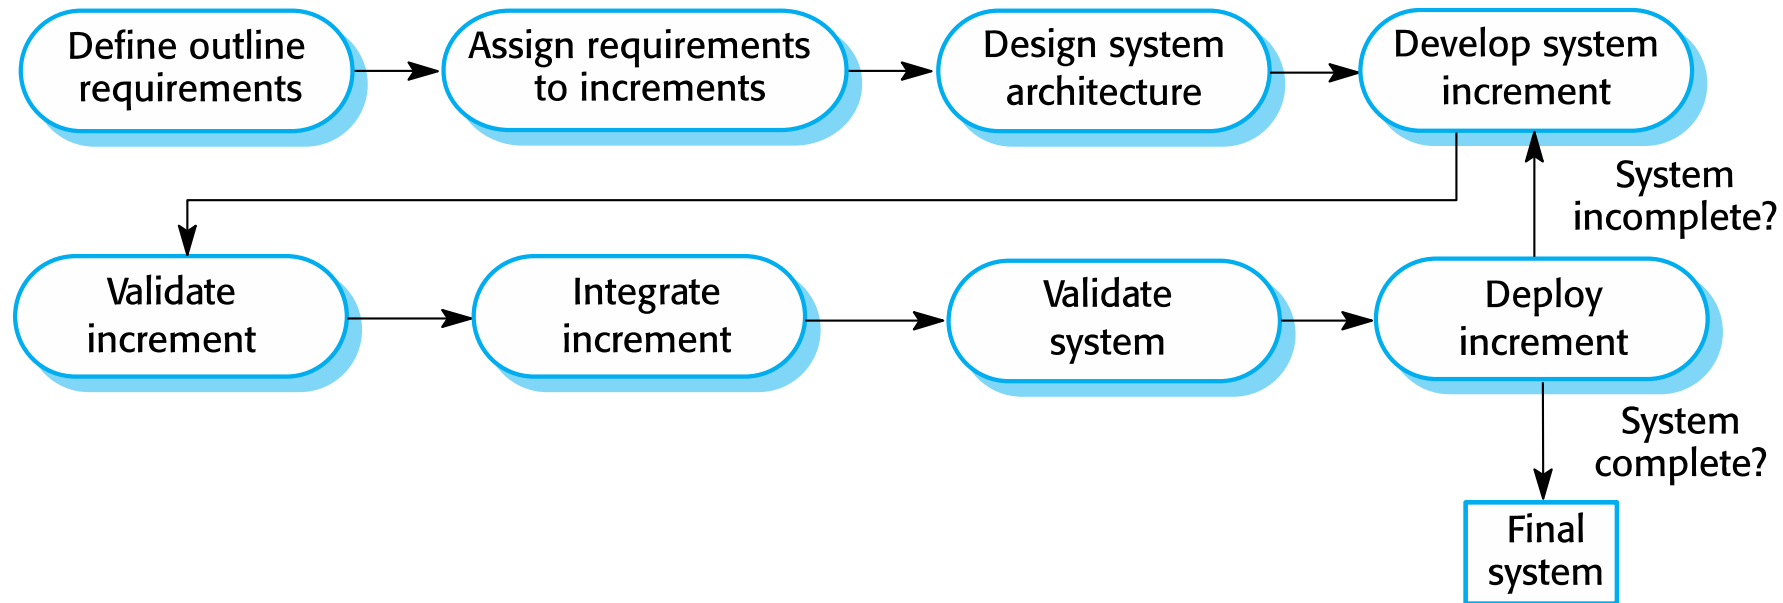 Define outline
requirements
Assign requirements
to increments
Design system
architecture
Develop system
increment
System
incomplete?
Validate
increment
Integrate
increment
Validate
system
Deploy
increment
System
complete?
Final
system